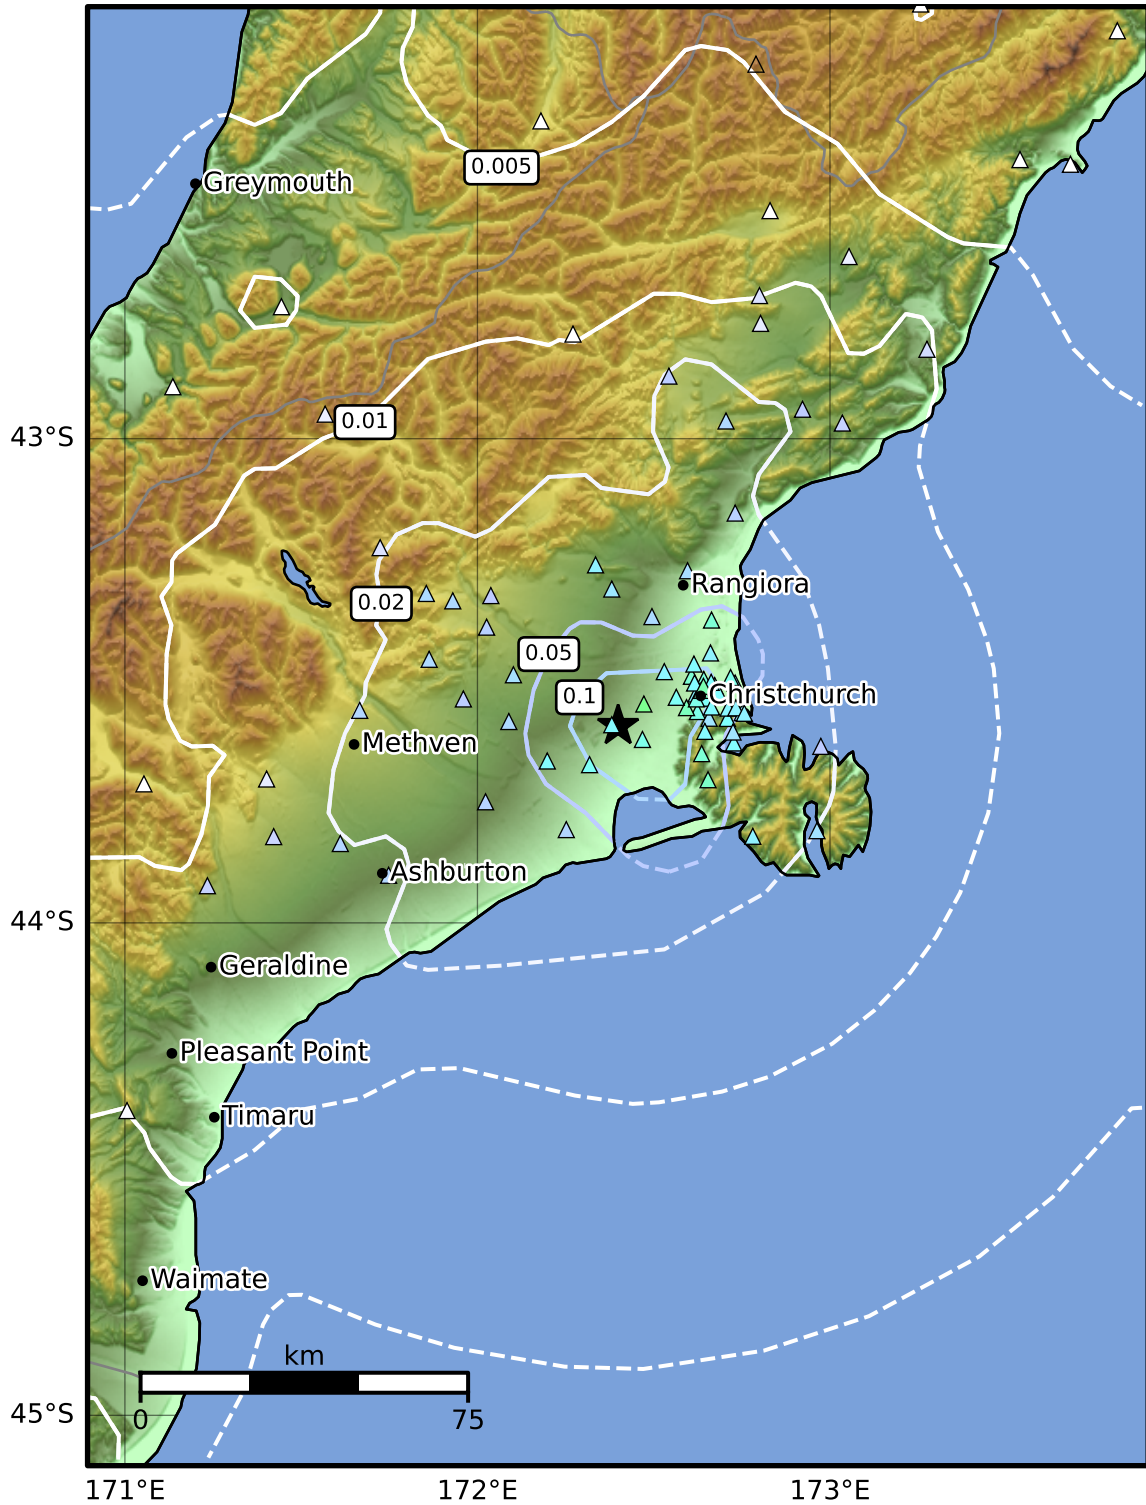 0.005
Greymouth
0.01
43°S
Rangiora
0.02
0.05
0.1
Christchurch
Methven
Ashburton
44°S
Geraldine
Pleasant Point
Timaru
Waimate
km
0 75
45°S
171°E 172°E 173°E